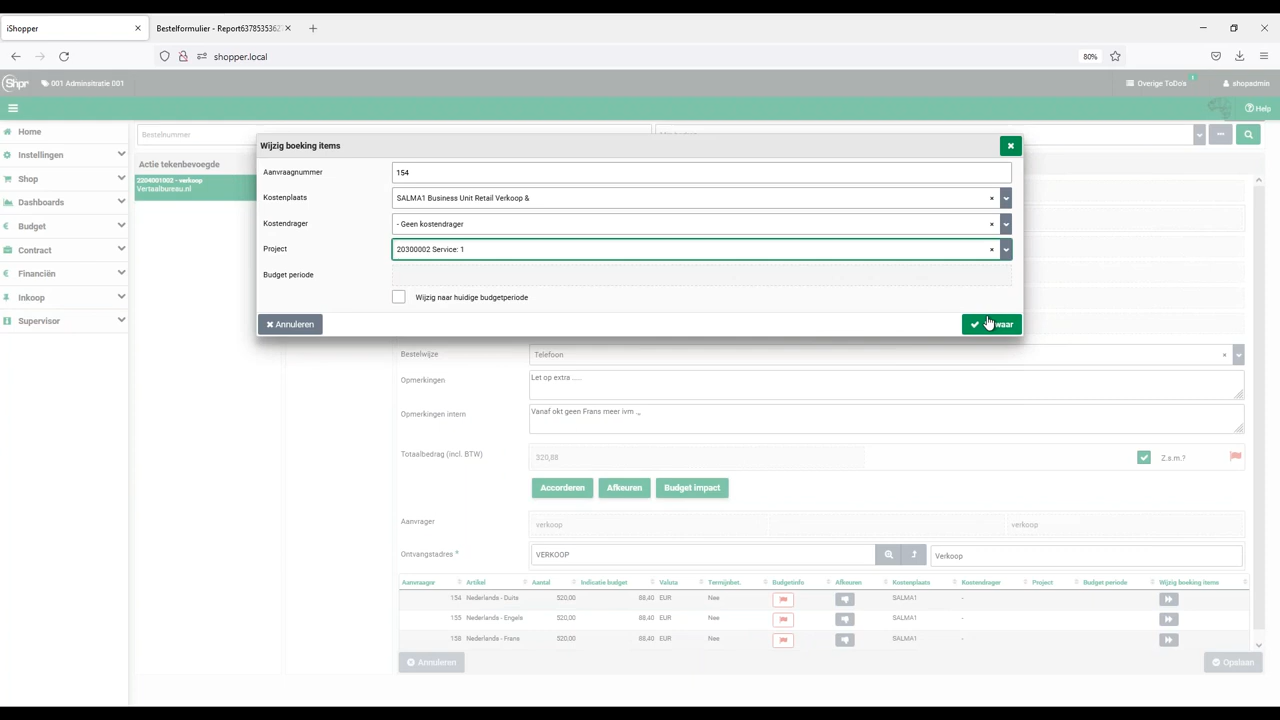 iShopper
Bestelformulier - Report6378535362
shopper.local
80%
Shpr
001 Adminsitratie 001
Overige ToDo's
1
shopadmin
Help
Home
Instellingen
Shop
Dashboards
Budget
Contract
Financiën
Inkoop
Supervisor
Bestelnummer
Actie tekenbevoegde
2204001002 - verkoop
Vertaalbureau.nl
Wijzig boeking items
Aanvraagnummer
154
Kostenplaats
SALMA1 Business Unit Retail Verkoop &
Kostendrager
- Geen kostendrager
Project
20300002 Service: 1
Budget periode
Wijzig naar huidige budgetperiode
Annuleren
waar
Bestelwijze
Telefoon
Opmerkingen
Let op extra .....
Opmerkingen intern
Vanaf okt geen Frans meer ivm ..
Totaalbedrag (incl. BTW)
320,88
Z.s.m.?
Accorderen
Afkeuren
Budget impact
Aanvrager
verkoop
verkoop
Ontvangstadres *
VERKOOP
Verkoop
Aanvraagnr Artikel Aantal Indicatie budget Valuta Termijnbet. Budgetinfo Afkeuren Kostenplaats Kostendrager Project Budget periode Wijzig boeking items
154 Nederlands - Duits 520,00 88,40 EUR Nee SALMA1 -
155 Nederlands - Engels 520,00 88,40 EUR Nee SALMA1 -
158 Nederlands - Frans 520,00 88,40 EUR Nee SALMA1 -
Annuleren
Opslaan